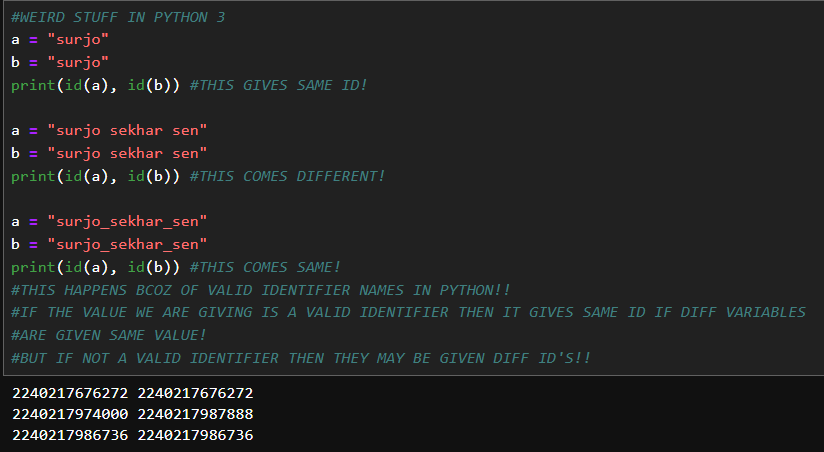 #WEIRD STUFF IN PYTHON 3
a = "surjo"
b = "surjo"
print(id(a), id(b)) #THIS GIVES SAME ID!
a = "surjo sekhar sen"
b = "surjo sekhar sen"
print(id(a), id(b)) #THIS COMES DIFFERENT!
a = "surjo_sekhar_sen"
b = "surjo_sekhar_sen"
print(id(a), id(b)) #THIS COMES SAME!
#THIS HAPPENS BCOZ OF VALID IDENTIFIER NAMES IN PYTHON!!
#IF THE VALUE WE ARE GIVING IS A VALID IDENTIFIER THEN IT GIVES SAME ID IF DIFF VARIABLES
#ARE GIVEN SAME VALUE!
#BUT IF NOT A VALID IDENTIFIER THEN THEY MAY BE GIVEN DIFF ID'S!!
2240217676272 2240217676272
2240217974000 2240217987888
2240217986736 2240217986736